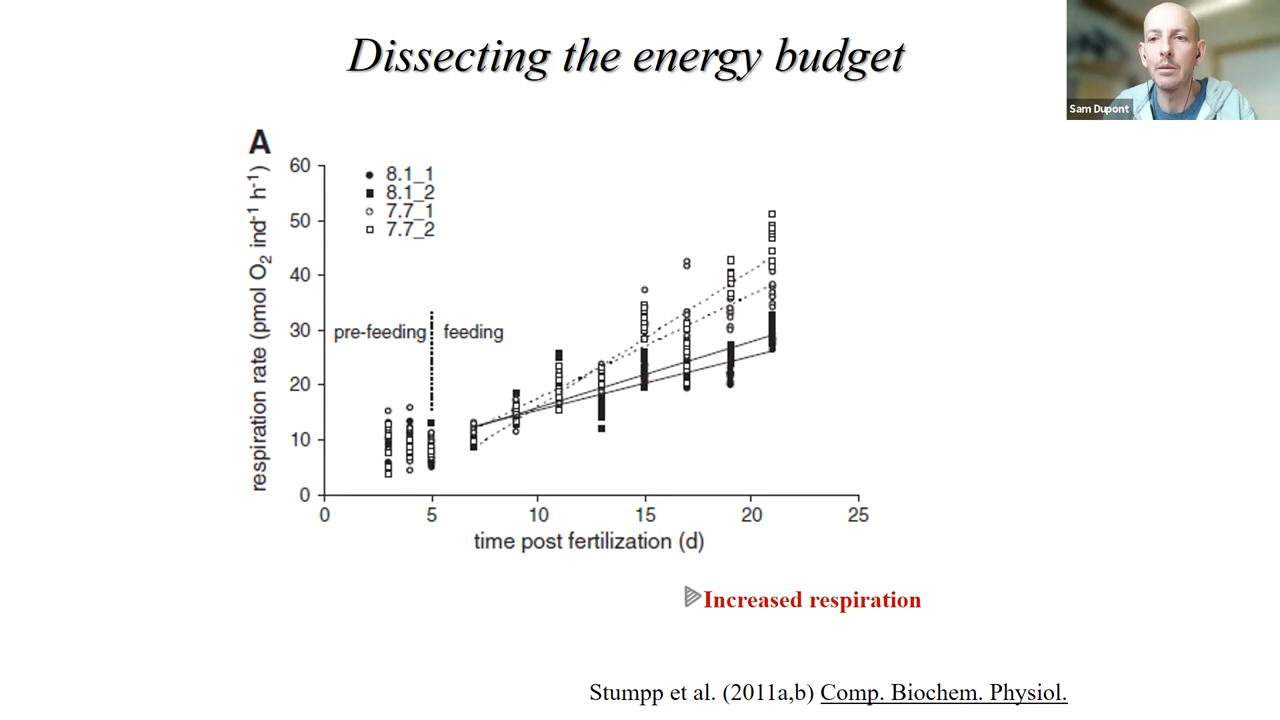 Dissecting the energy budget
Sam Dupont
A
respiration rate (pmol O₂ ind⁻¹ h⁻¹)
60
50
40
30
20
10
0
8.1_1
8.1_2
7.7_1
7.7_2
pre-feeding
feeding
0 5 10 15 20 25
time post fertilization (d)
Increased respiration
Stumpp et al. (2011a,b) Comp. Biochem. Physiol.